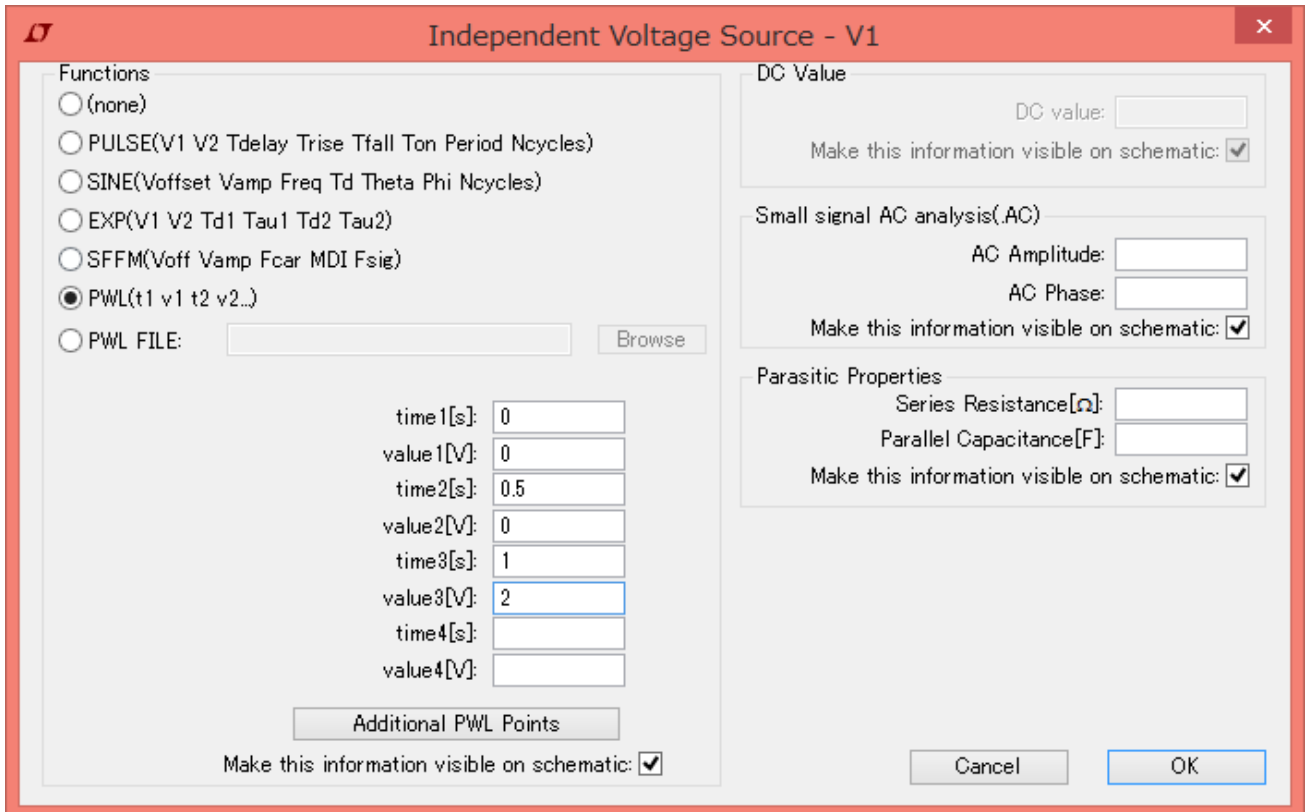 Independent Voltage Source - V1
Functions
(none)
PULSE(V1 V2 Tdelay Trise Tfall Ton Period Ncycles)
SINE(Voffset Vamp Freq Td Theta Phi Ncycles)
EXP(V1 V2 Td1 Tau1 Td2 Tau2)
SFFM(Voff Vamp Fcar MDI Fsig)
PWL(t1 v1 t2 v2...)
PWL FILE:
Browse
time1[s]: 0
value1[V]: 0
time2[s]: 0.5
value2[V]: 0
time3[s]: 1
value3[V]: 2
time4[s]:
value4[V]:
Additional PWL Points
Make this information visible on schematic:
DC Value
DC value:
Make this information visible on schematic:
Small signal AC analysis(.AC)
AC Amplitude:
AC Phase:
Make this information visible on schematic:
Parasitic Properties
Series Resistance[Ω]:
Parallel Capacitance[F]:
Make this information visible on schematic:
Cancel
OK